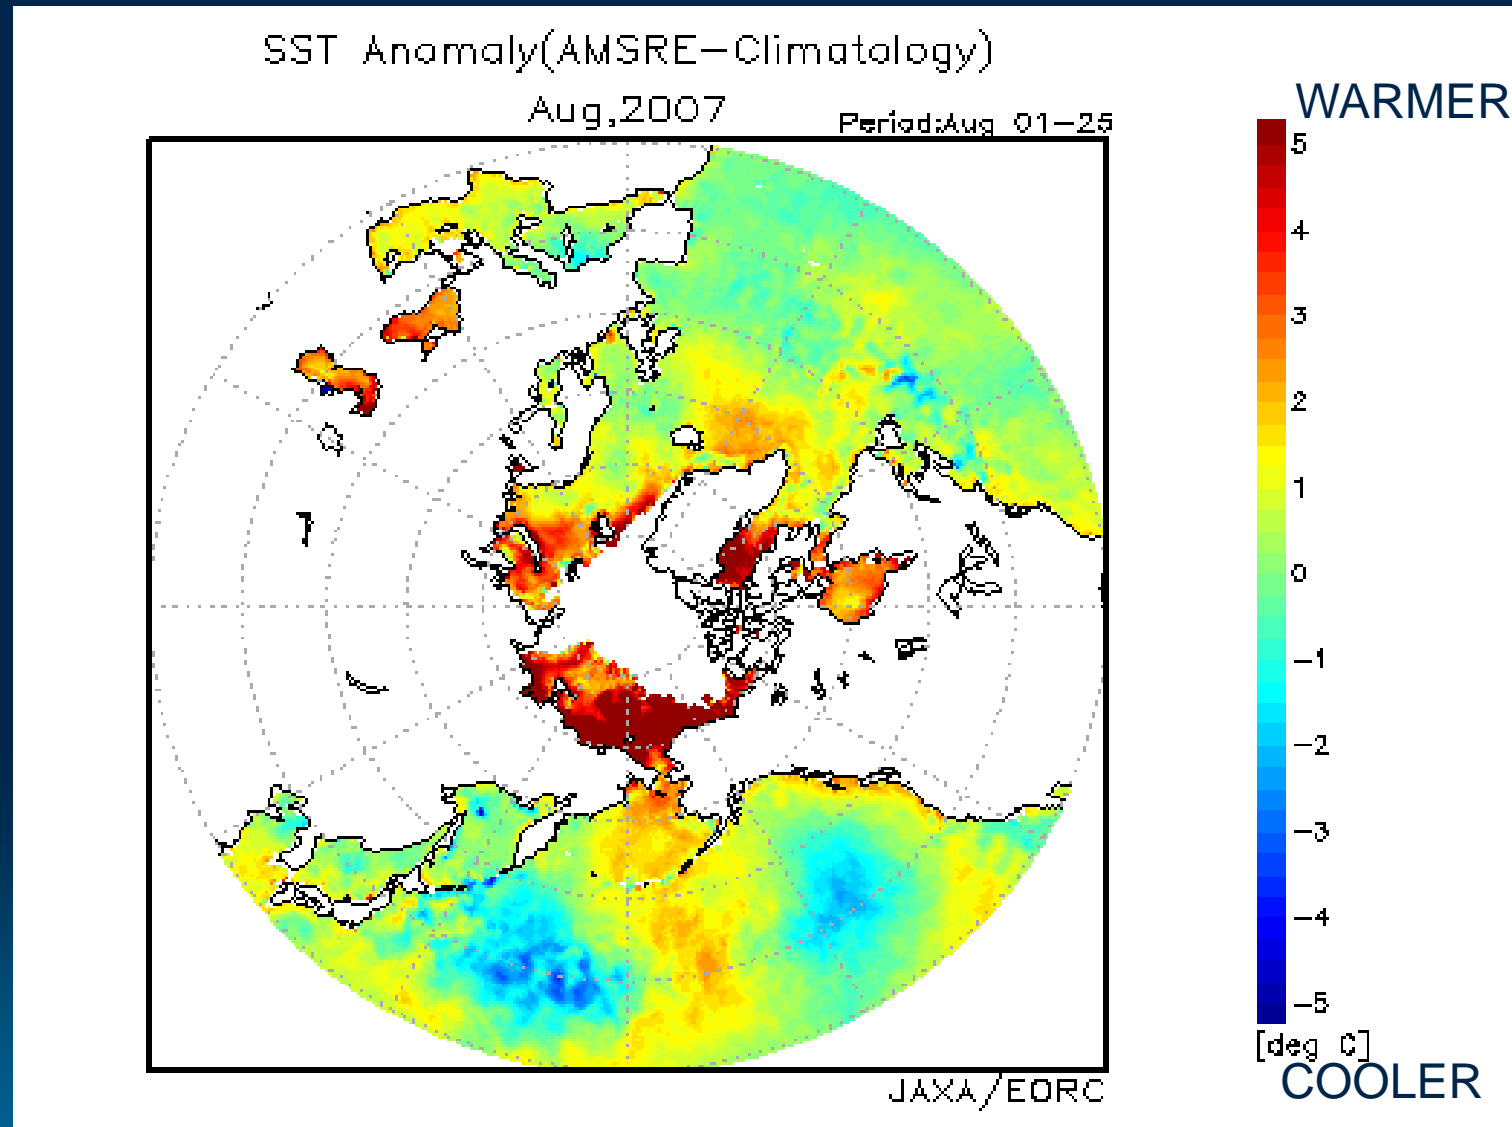 SST Anomaly(AMSRE-Climatology)
Aug,2007
Period:Aug 01-25
WARMER
5
4
3
2
1
0
-1
-2
-3
-4
-5
[deg C]
COOLER
JAXA/EORC